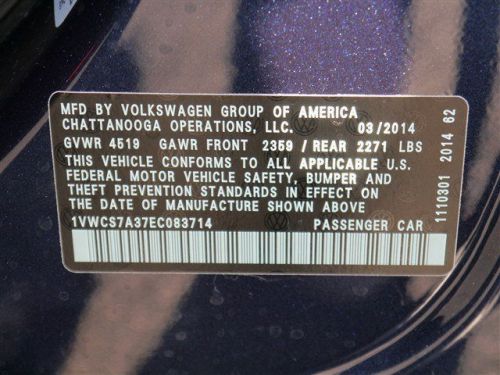 MFD BY VOLKSWAGEN GROUP OF AMERICA
CHATTANOOGA OPERATIONS, LLC. 03/2014
GVWR 4519 GAWR FRONT 2359 / REAR 2271 LBS
THIS VEHICLE CONFORMS TO ALL APPLICABLE U.S.
FEDERAL MOTOR VEHICLE SAFETY, BUMPER AND
THEFT PREVENTION STANDARDS IN EFFECT ON
THE DATE OF MANUFACTURE SHOWN ABOVE
1VWCS7A37EC083714 PASSENGER CAR
1110301 2014 62